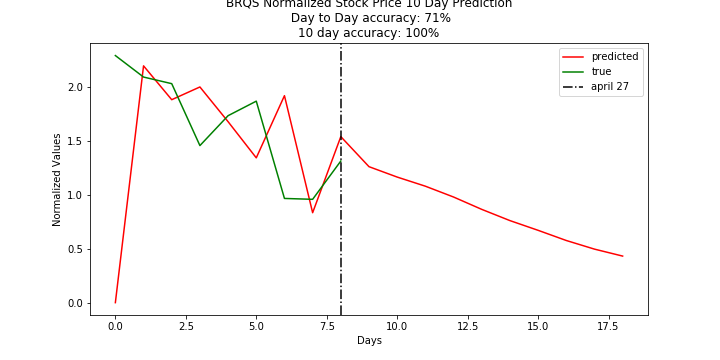 BRQS Normalized Stock Price 10 Day Prediction
Day to Day accuracy: 71%
10 day accuracy: 100%
predicted
true
april 27
Normalized Values
2.0
1.5
1.0
0.5
0.0
0.0
2.5
5.0
7.5
10.0
12.5
15.0
17.5
Days